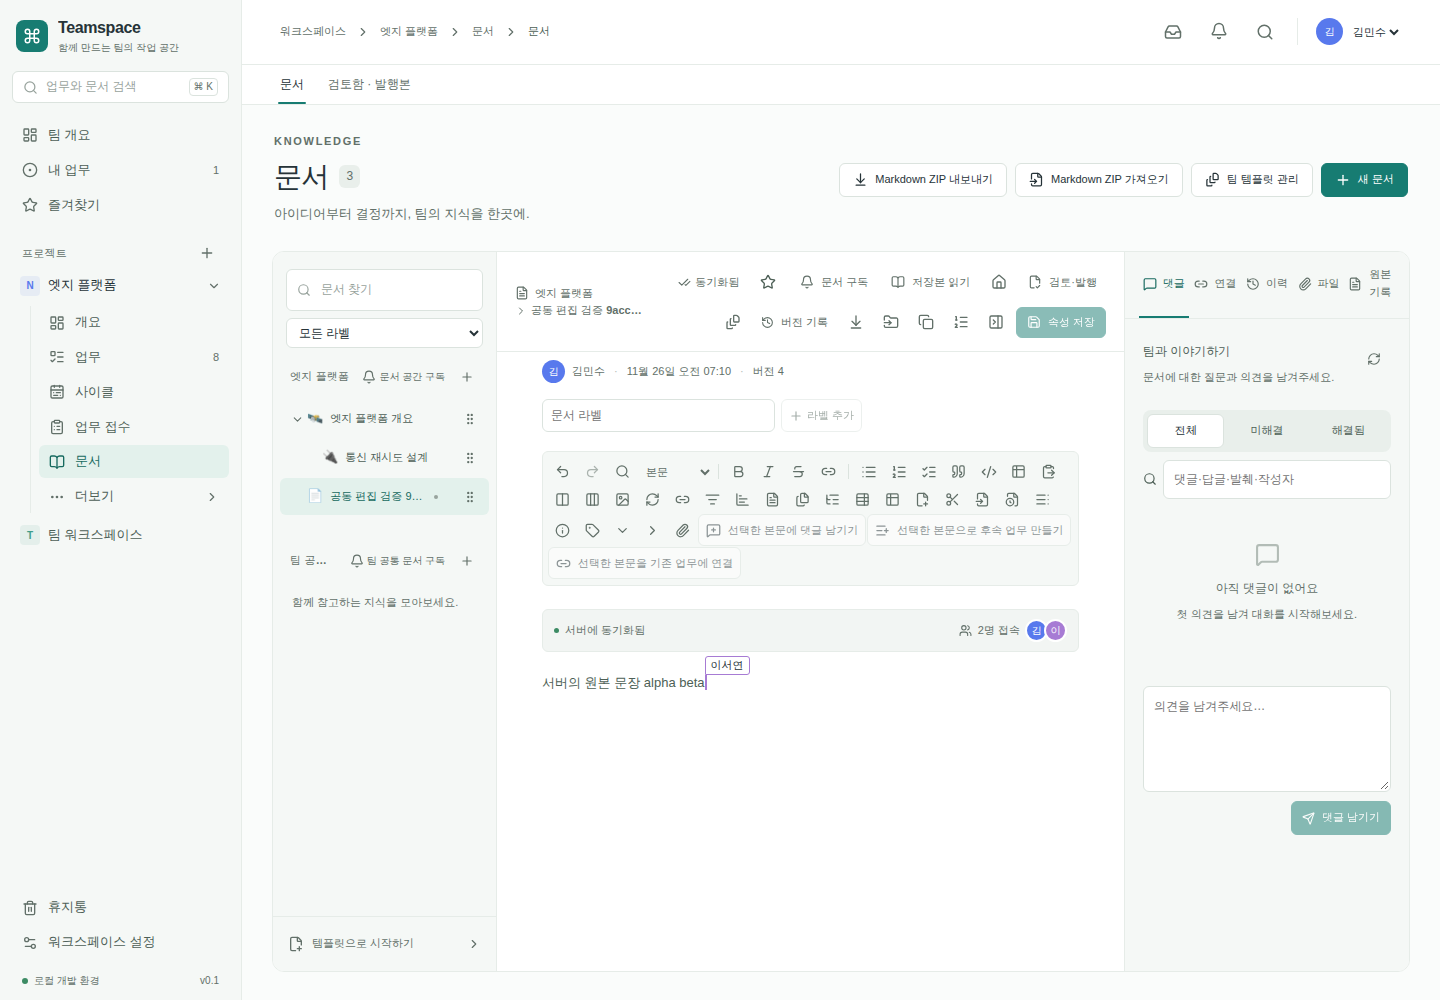 Teamspace
함께 만드는 팀의 작업 공간
업무와 문서 검색
⌘ K
팀 개요
내 업무
1
즐겨찾기
프로젝트
N
엣지 플랫폼
개요
업무
8
사이클
업무 접수
문서
더보기
T
팀 워크스페이스
휴지통
워크스페이스 설정
로컬 개발 환경
v0.1
워크스페이스
엣지 플랫폼
문서
문서
김
김민수
문서
검토함 · 발행본
KNOWLEDGE
문서
3
아이디어부터 결정까지, 팀의 지식을 한곳에.
Markdown ZIP 내보내기
Markdown ZIP 가져오기
팀 템플릿 관리
새 문서
문서 찾기
모든 라벨
엣지 플랫폼
문서 공간 구독
엣지 플랫폼 개요
통신 재시도 설계
공동 편집 검증 9…
팀 공…
팀 공통 문서 구독
함께 참고하는 지식을 모아보세요.
템플릿으로 시작하기
엣지 플랫폼
공동 편집 검증 9acc…
동기화됨
문서 구독
저장본 읽기
검토·발행
버전 기록
속성 저장
김
김민수 · 11월 26일 오전 07:10 · 버전 4
문서 라벨
라벨 추가
본문
선택한 본문에 댓글 남기기
선택한 본문으로 후속 업무 만들기
선택한 본문을 기존 업무에 연결
서버에 동기화됨
2명 접속
김
이
이서연
서버의 원본 문장 alpha beta
댓글
연결
이력
파일
원본
기록
팀과 이야기하기
문서에 대한 질문과 의견을 남겨주세요.
전체
미해결
해결됨
댓글·답글·발췌·작성자
아직 댓글이 없어요
첫 의견을 남겨 대화를 시작해보세요.
의견을 남겨주세요…
댓글 남기기